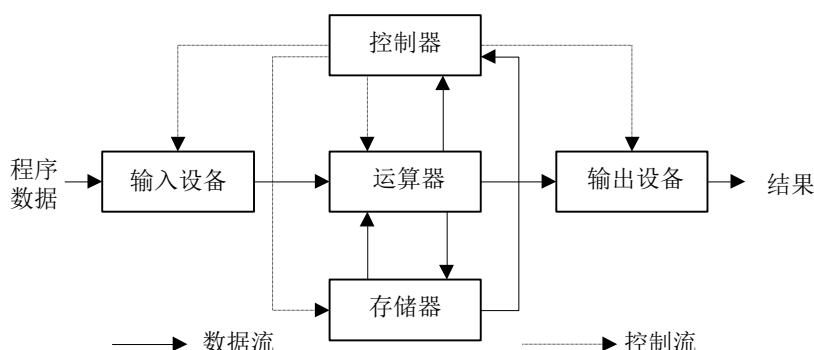 控制器
程序
数据
输入设备
运算器
输出设备
结果
存储器
数据流
控制流